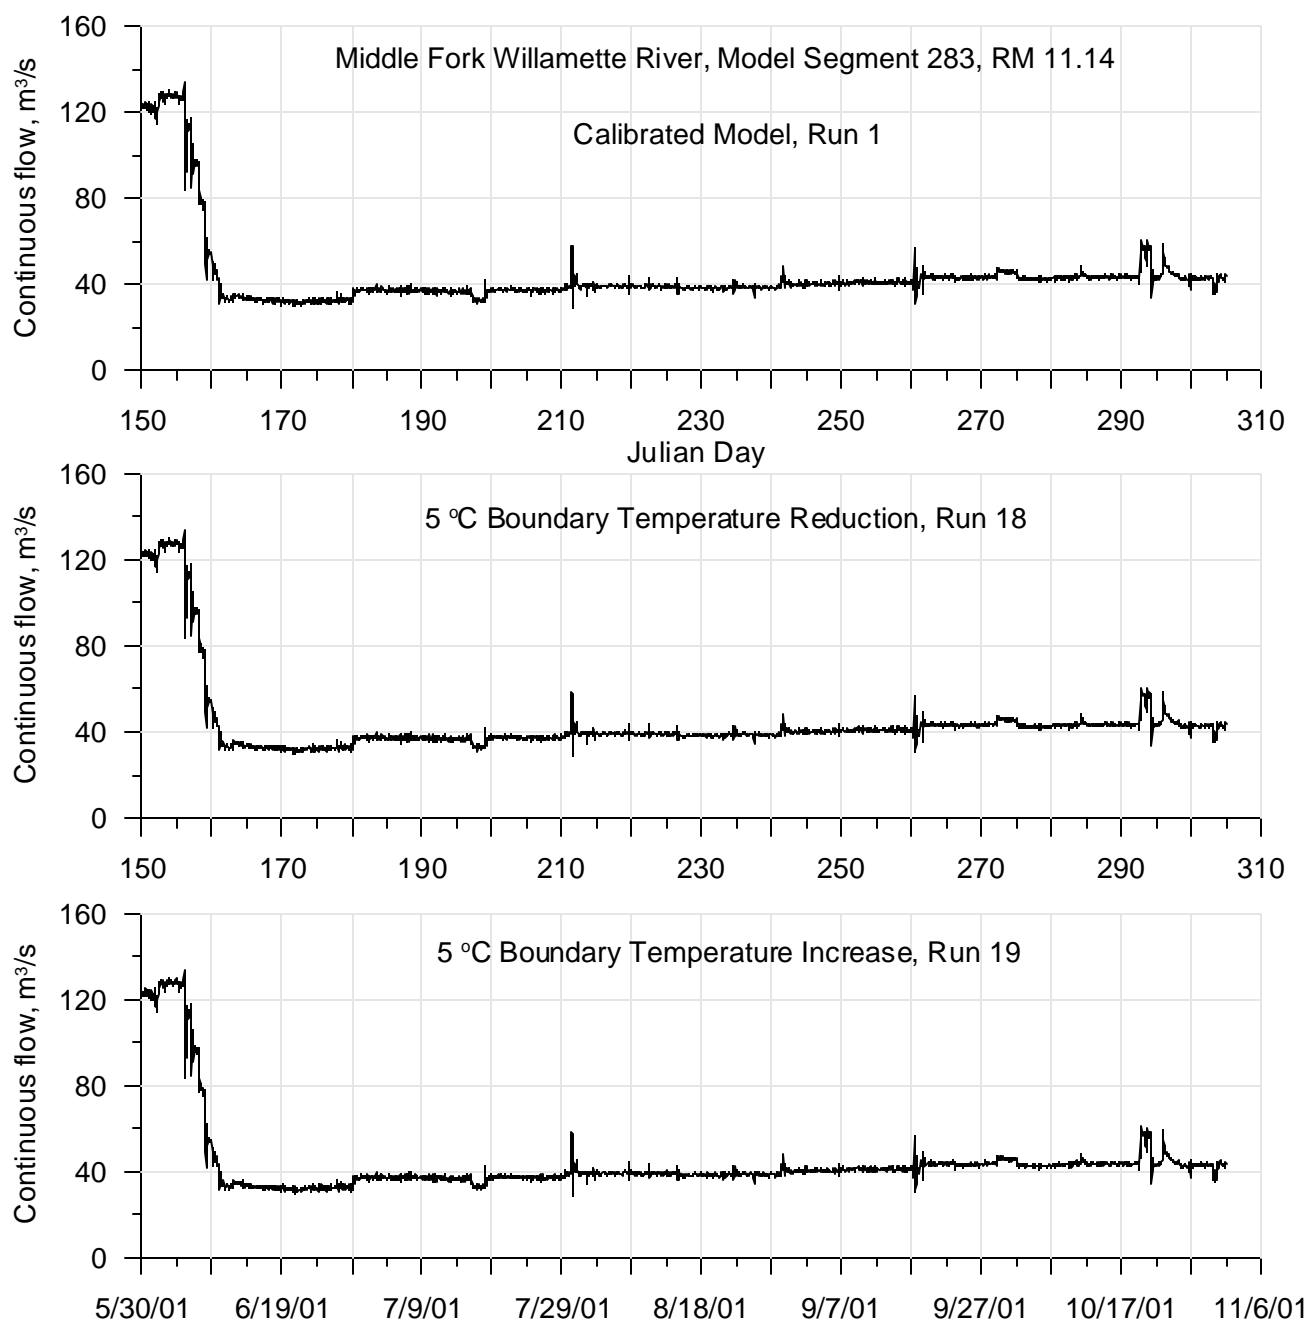 160
Middle Fork Willamette River, Model Segment 283, RM 11.14
120
Calibrated Model, Run 1
80
40
0
Continuous flow, m³/s
150 170 190 210 230 250 270 290 310
Julian Day
160
5 ºC Boundary Temperature Reduction, Run 18
120
80
40
0
Continuous flow, m³/s
150 170 190 210 230 250 270 290 310
160
5 ºC Boundary Temperature Increase, Run 19
120
80
40
0
Continuous flow, m³/s
5/30/01 6/19/01 7/9/01 7/29/01 8/18/01 9/7/01 9/27/01 10/17/01 11/6/01